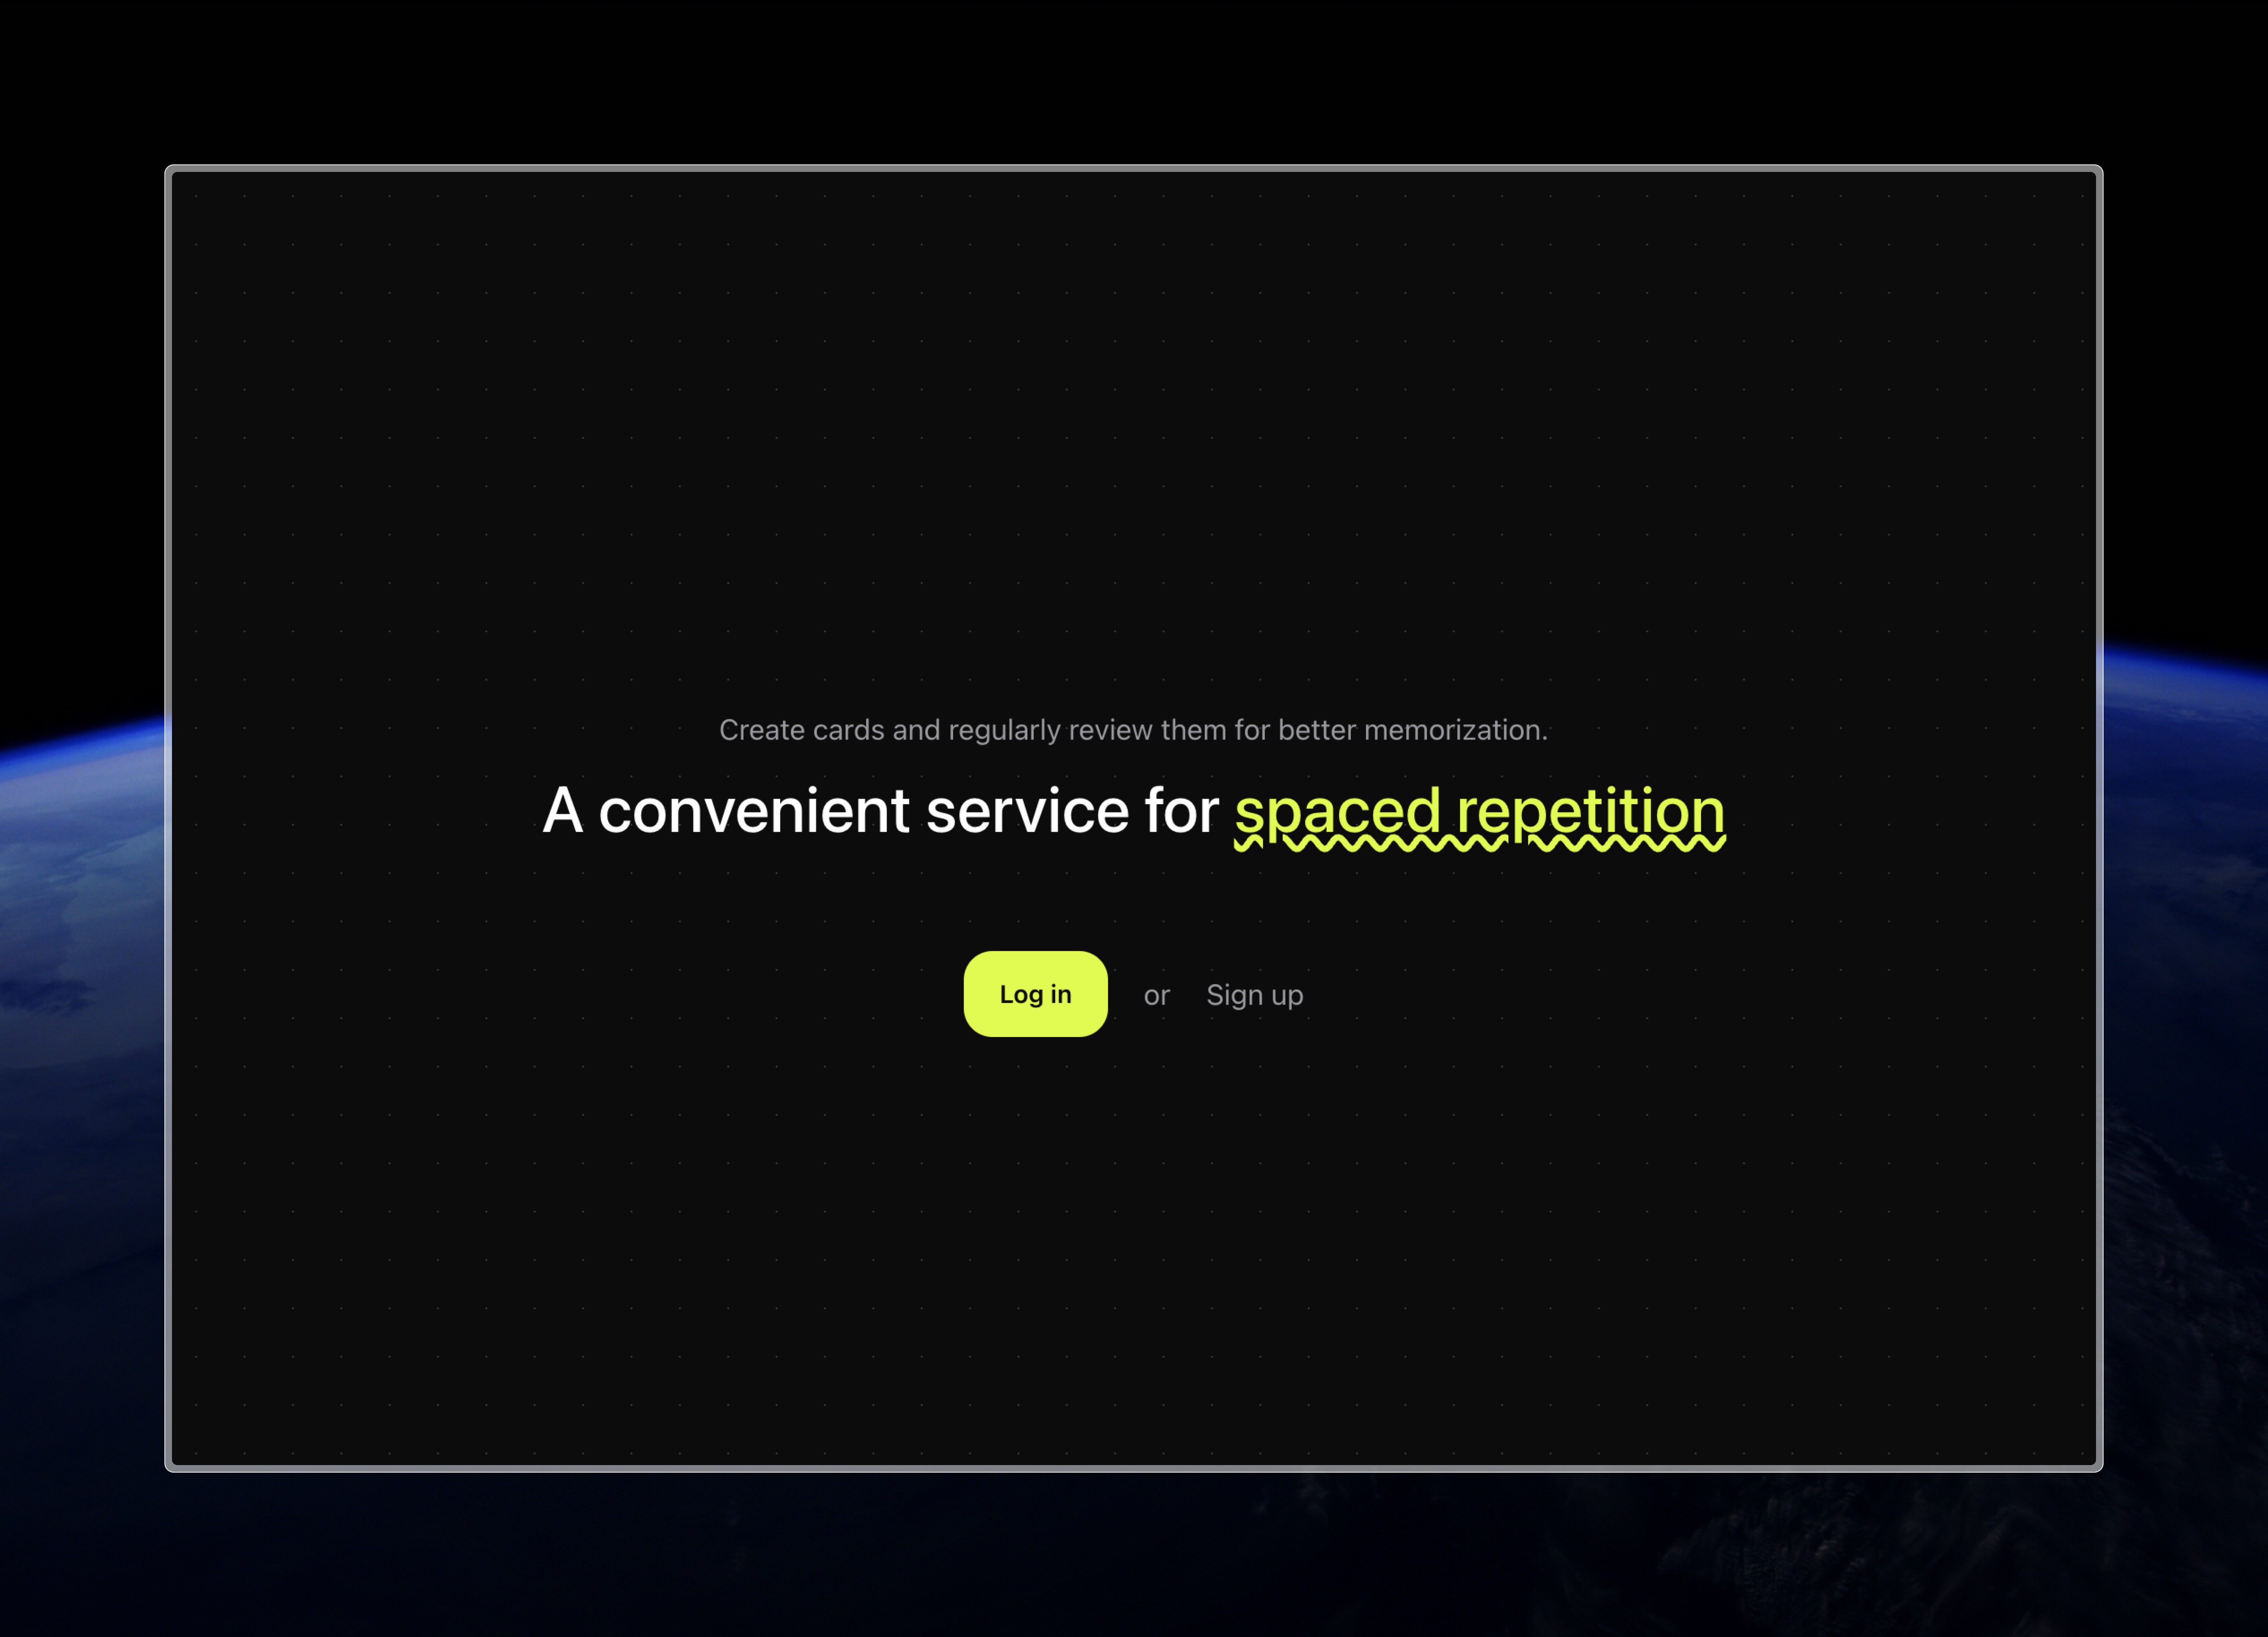 Create cards and regularly review them for better memorization.
A convenient service for spaced repetition
Log in or Sign up